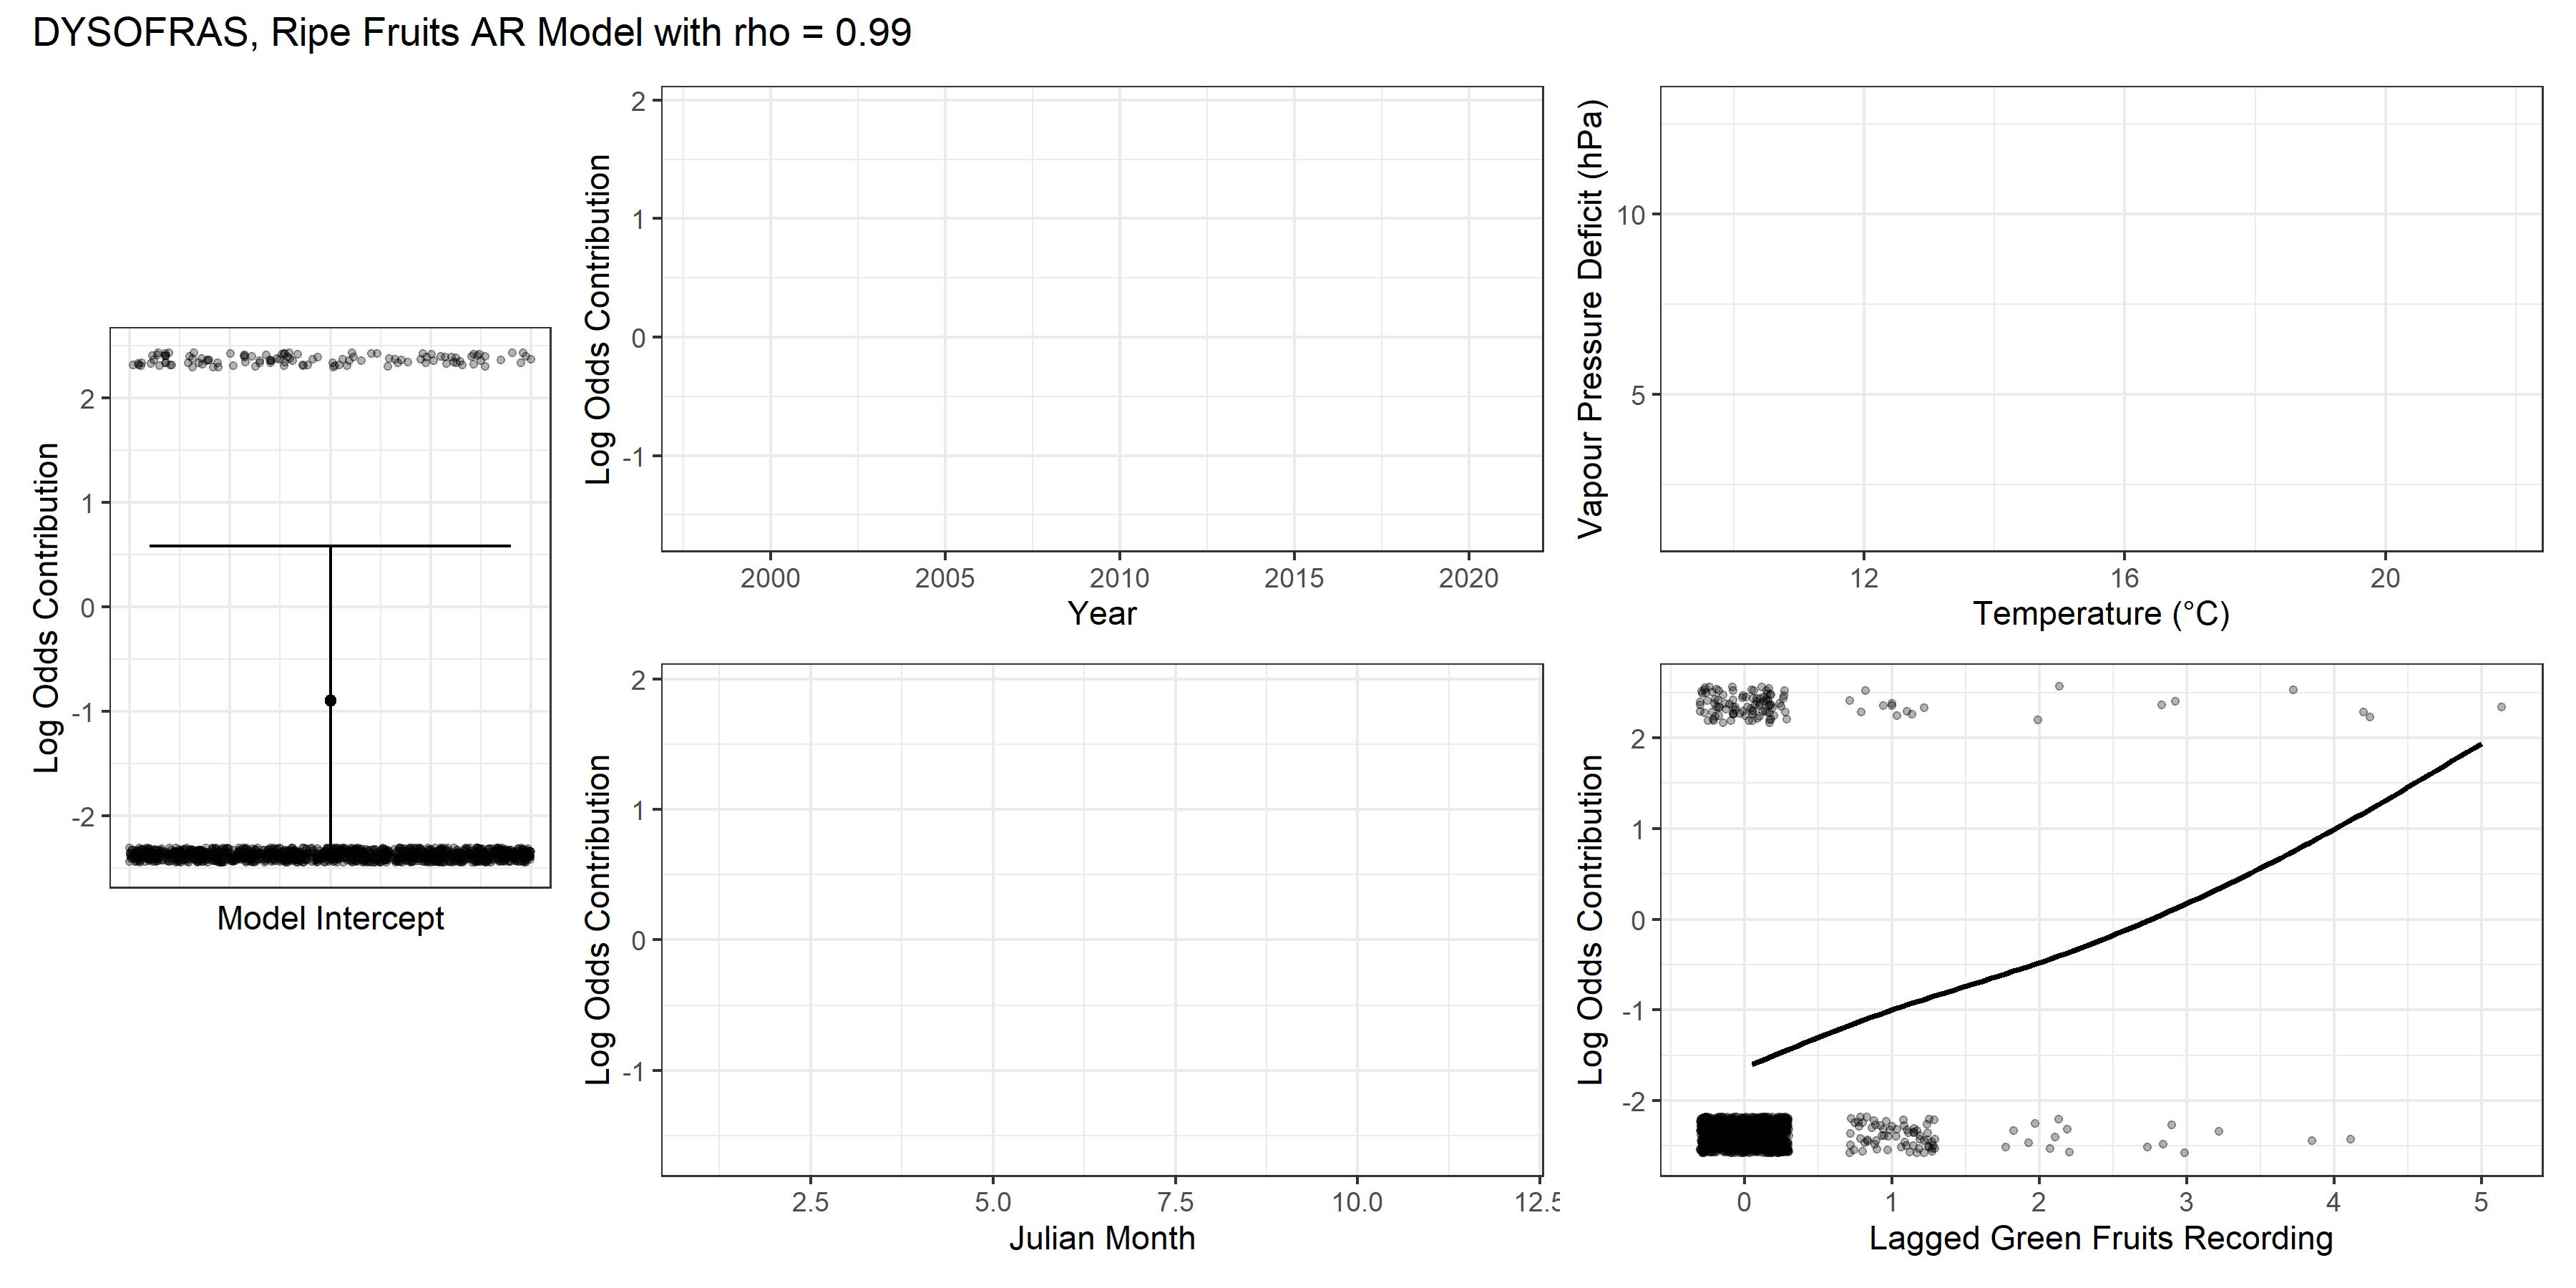 DYSOFRAS, Ripe Fruits AR Model with rho = 0.99
Log Odds Contribution
2
1
0
-1
-2
Model Intercept
Log Odds Contribution
2
1
0
-1
2000 2005 2010 2015 2020
Year
Vapour Pressure Deficit (hPa)
10
5
12 16 20
Temperature (°C)
Log Odds Contribution
2
1
0
-1
2.5 5.0 7.5 10.0 12.5
Julian Month
Log Odds Contribution
2
1
0
-1
-2
0 1 2 3 4 5
Lagged Green Fruits Recording